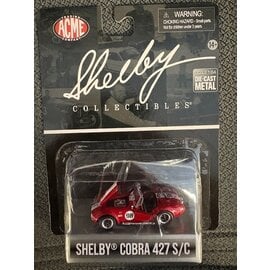 ACME
WARNING:
CHOKING HAZARD - Small parts.
Not for children under 3 years.
Shelby
COLLECTIBLES
DIE-CAST
METAL
SHELBY® COBRA 427 S/C